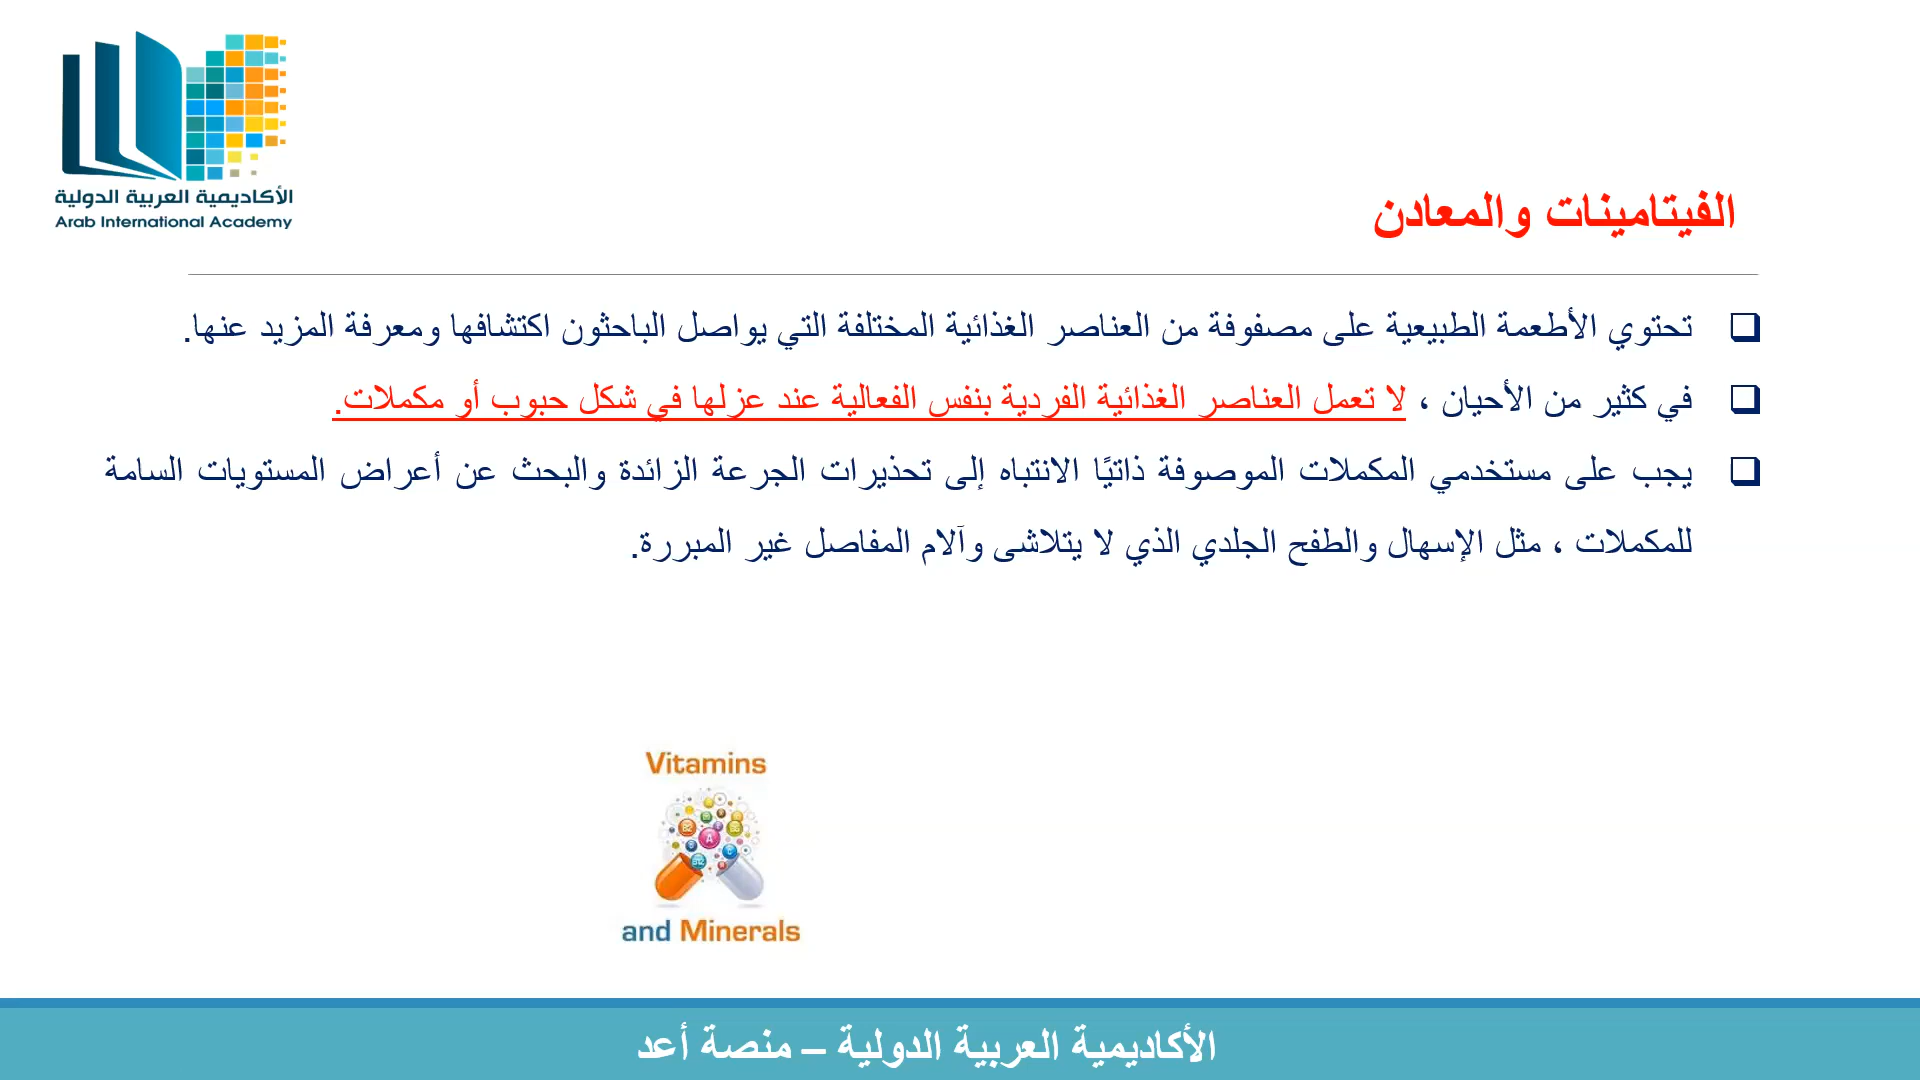 الأكاديمية العربية الدولية
Arab International Academy
الفيتامينات والمعادن
❑ تحتوي الأطعمة الطبيعية على مصفوفة من العناصر الغذائية المختلفة التي يواصل الباحثون اكتشافها ومعرفة المزيد عنها.
❑ في كثير من الأحيان ، لا تعمل العناصر الغذائية الفردية بنفس الفعالية عند عزلها في شكل حبوب أو مكملات.
❑ يجب على مستخدمي المكملات الموصوفة ذاتيًا الانتباه إلى تحذيرات الجرعة الزائدة والبحث عن أعراض المستويات السامة
للمكملات ، مثل الإسهال والطفح الجلدي الذي لا يتلاشى وآلام المفاصل غير المبررة.
Vitamins
A
B12
and Minerals
الأكاديمية العربية الدولية – منصة أعد